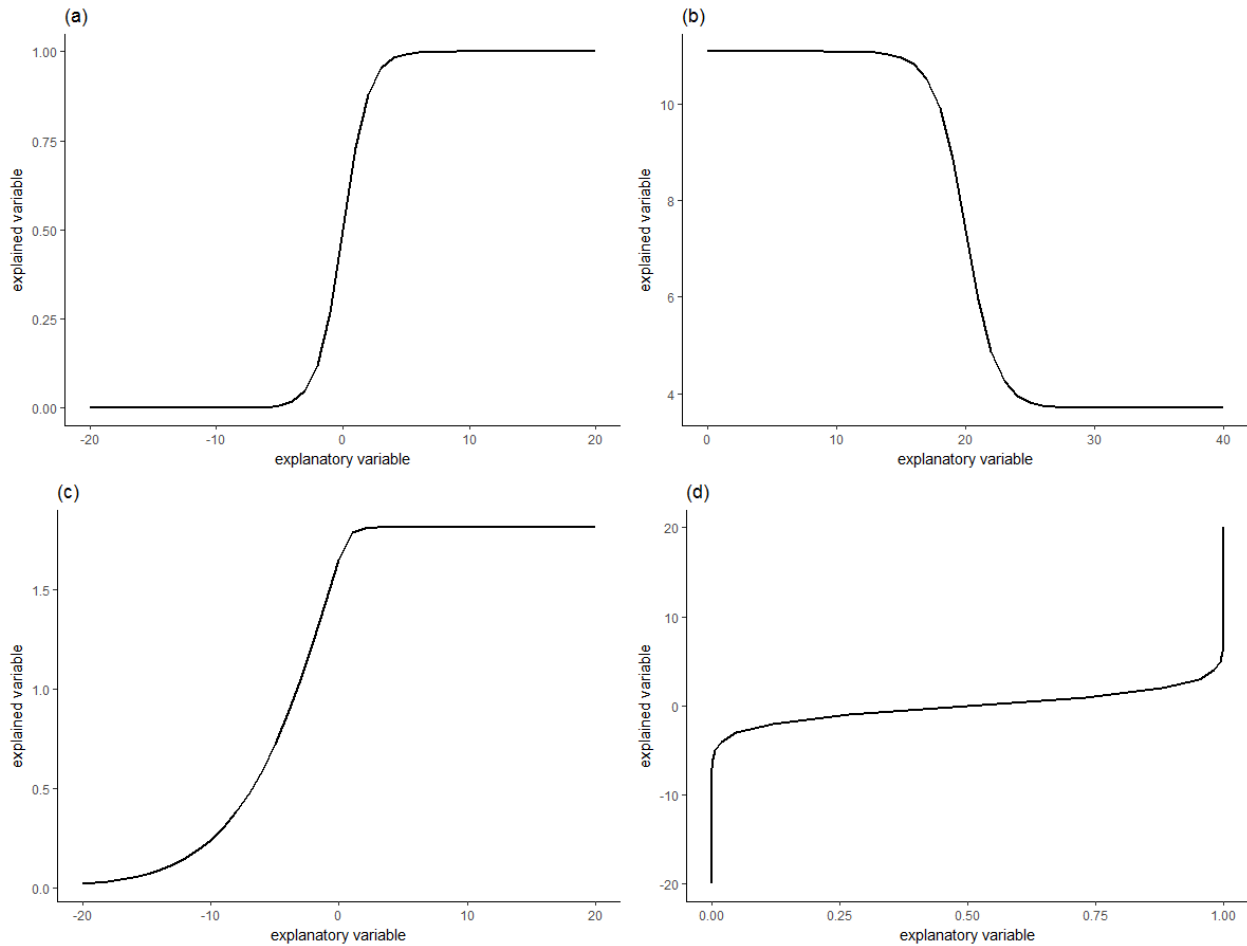 (a)
1.00
0.75
0.50
0.25
0.00
explained variable
-20 -10 0 10 20
explanatory variable
(b)
10
8
6
4
explained variable
0 10 20 30 40
explanatory variable
(c)
1.5
1.0
0.5
0.0
explained variable
-20 -10 0 10 20
explanatory variable
(d)
20
10
0
-10
-20
explained variable
0.00 0.25 0.50 0.75 1.00
explanatory variable